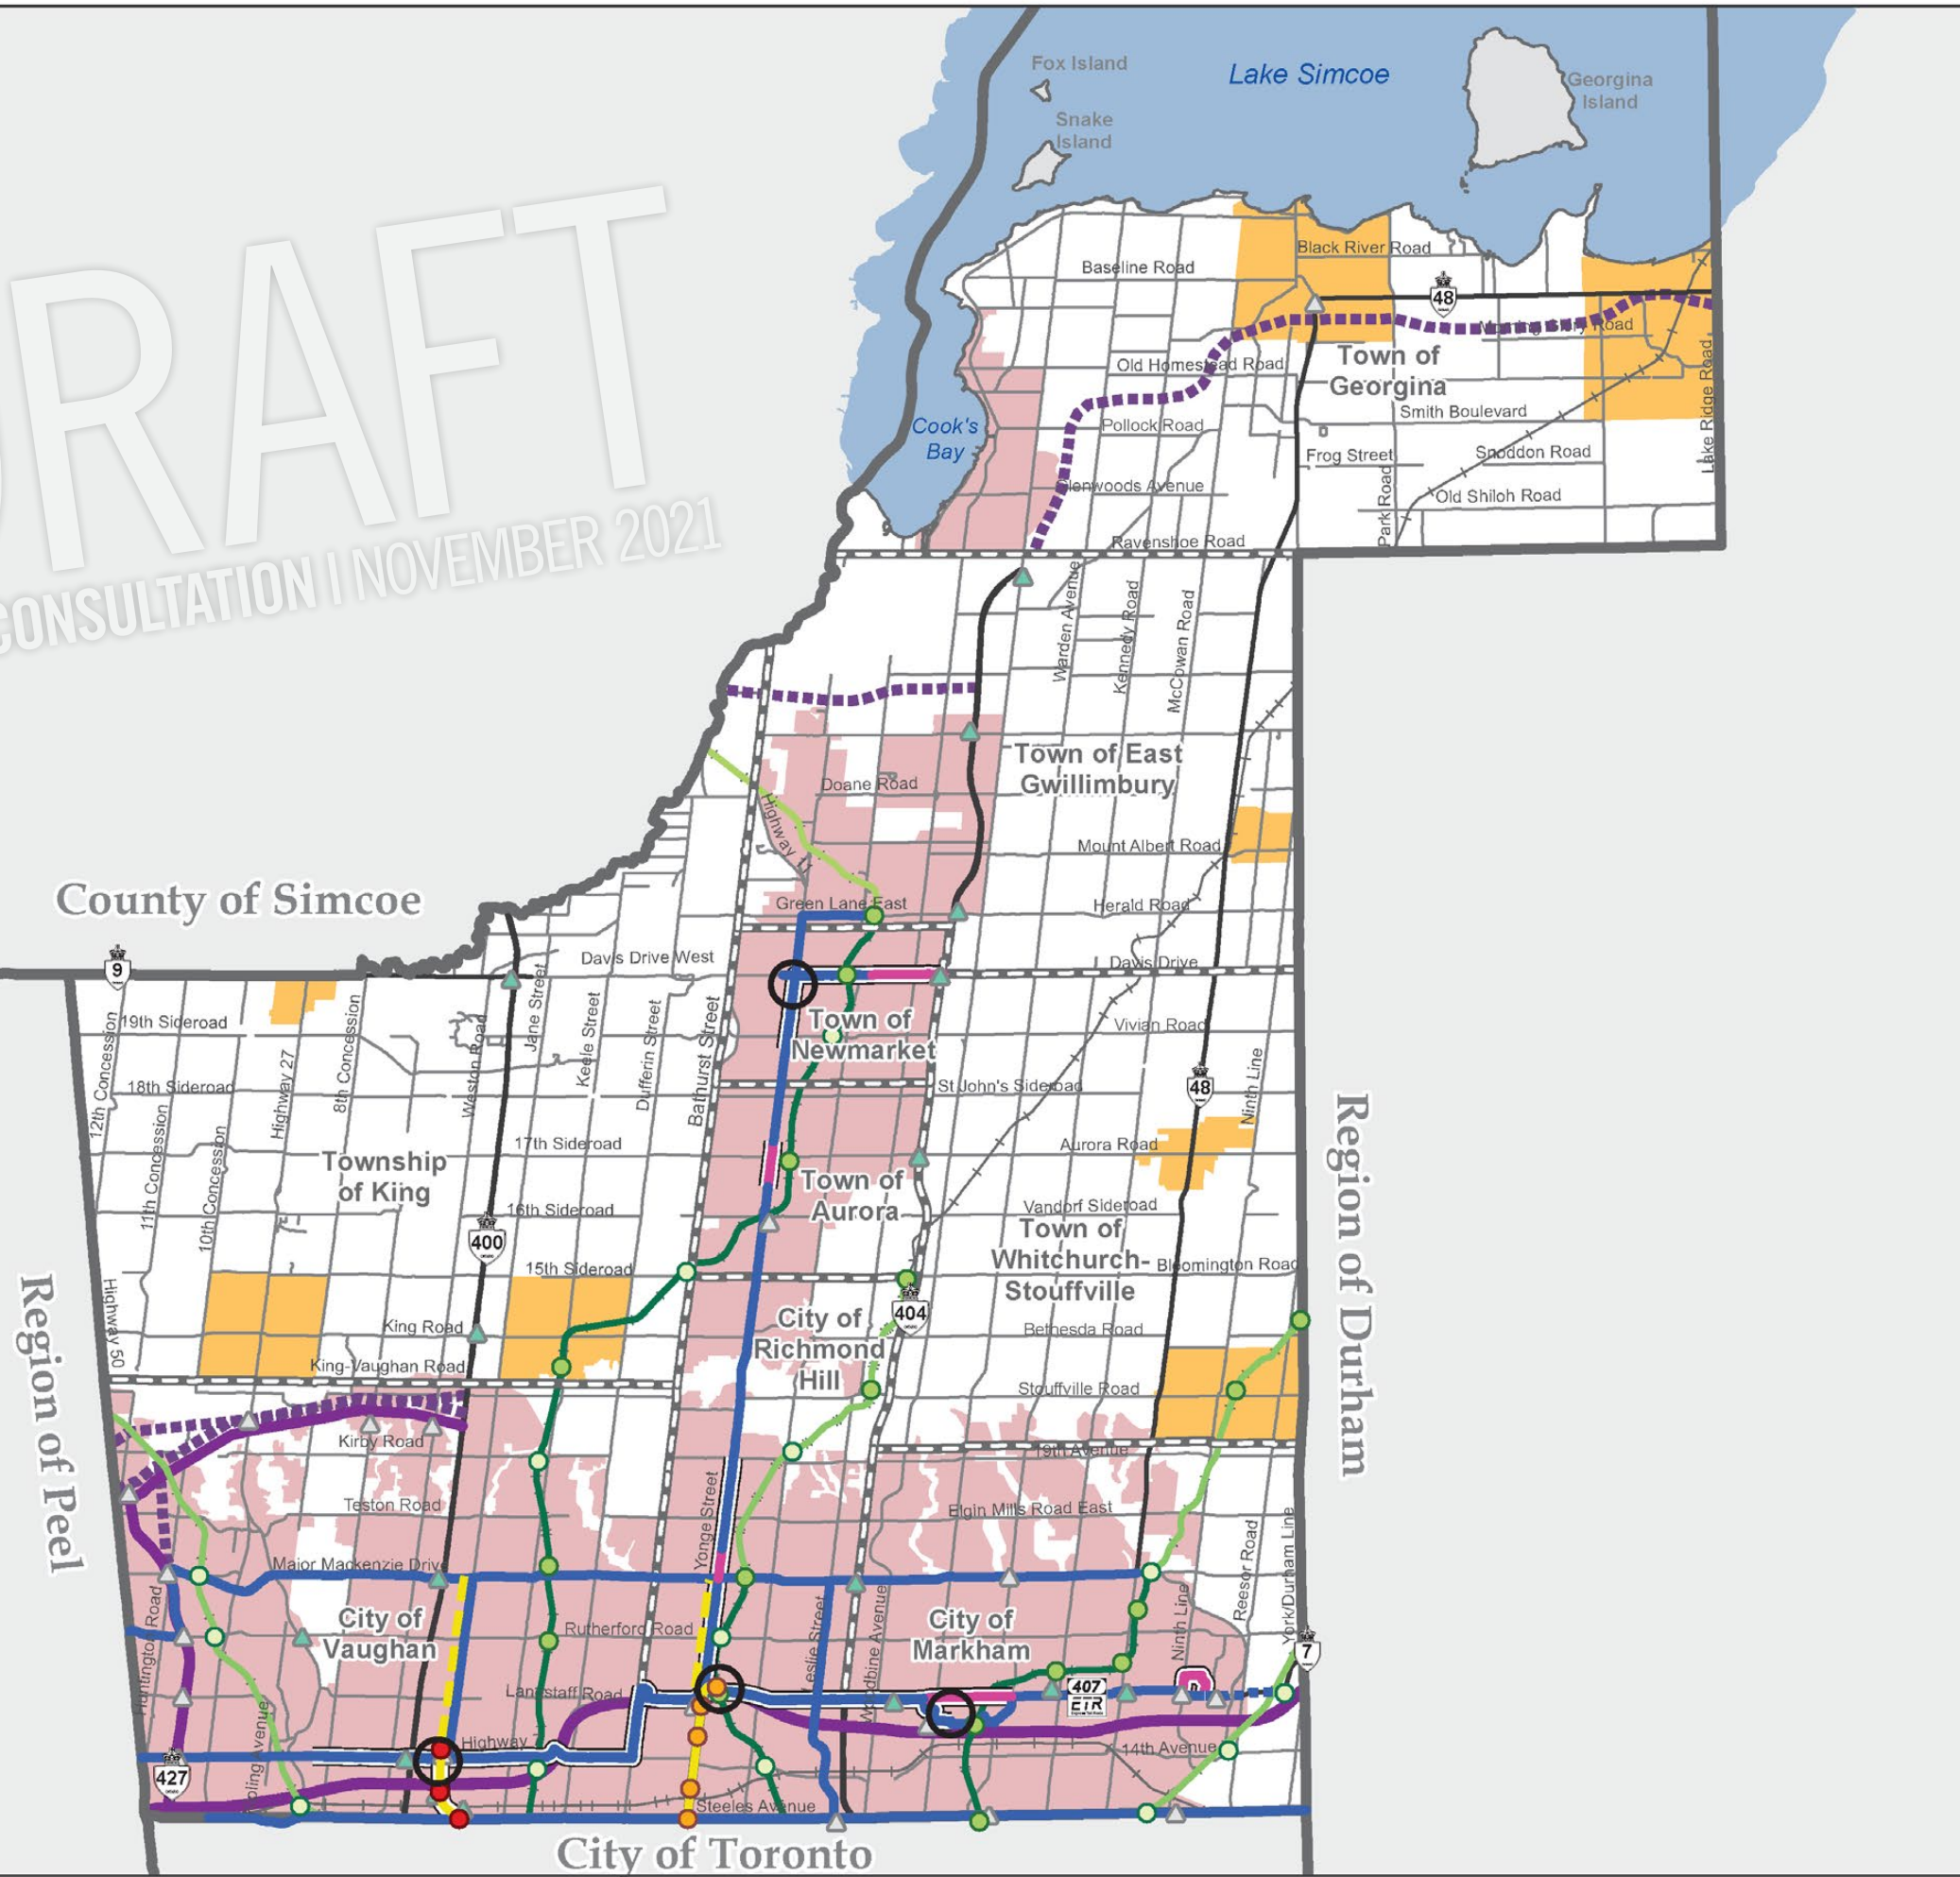 Fox Island
Lake Simcoe
Georgina
Island
Snake
Island
DRAFT
CONSULTATION | NOVEMBER 2021
Black River Road
Baseline Road
48
Road
Town of
Georgina
Old Homestead Road
Lake Ridge Road
Smith Boulevard
Cook's
Bay
Pollock Road
Frog Street
Snoddon Road
Glenwoods Avenue
Park Road
Old Shiloh Road
Ravenshoe Road
Warden Avenue
Kennedy Road
McCowan Road
Town of East
Gwillimbury
Doane Road
Highway 11
Mount Albert Road
County of Simcoe
Green Lane East
Herald Road
9
Davis Drive West
Davis Drive
19th Sideroad
12th Concession
8th Concession
Weston Road
Jane Street
Keele Street
Dufferin Street
Bathurst Street
Town of
Newmarket
Vivian Road
18th Sideroad
Highway 27
St John's Sideroad
48
Ninth Line
11th Concession
10th Concession
17th Sideroad
Aurora Road
Township
of King
Town of
Aurora
16th Sideroad
Vandorf Sideroad
Town of
Whitchurch-
Stouffville
400
15th Sideroad
Bloomington Road
Region of Durham
Region of Peel
Highway 50
King Road
404
City of
Richmond
Hill
Bethesda Road
King-Vaughan Road
Stouffville Road
Kirby Road
19th Avenue
Teston Road
Yonge Street
Elgin Mills Road East
Major Mackenzie Drive
Reesor Road
York/Durham Line
Huntington Road
City of
Vaughan
Rutherford Road
Leslie Street
Woodbine Avenue
City of
Markham
Ninth Line
7
Langstaff Road
407
ETR
Highway
14th Avenue
427
Steeles Avenue
City of Toronto